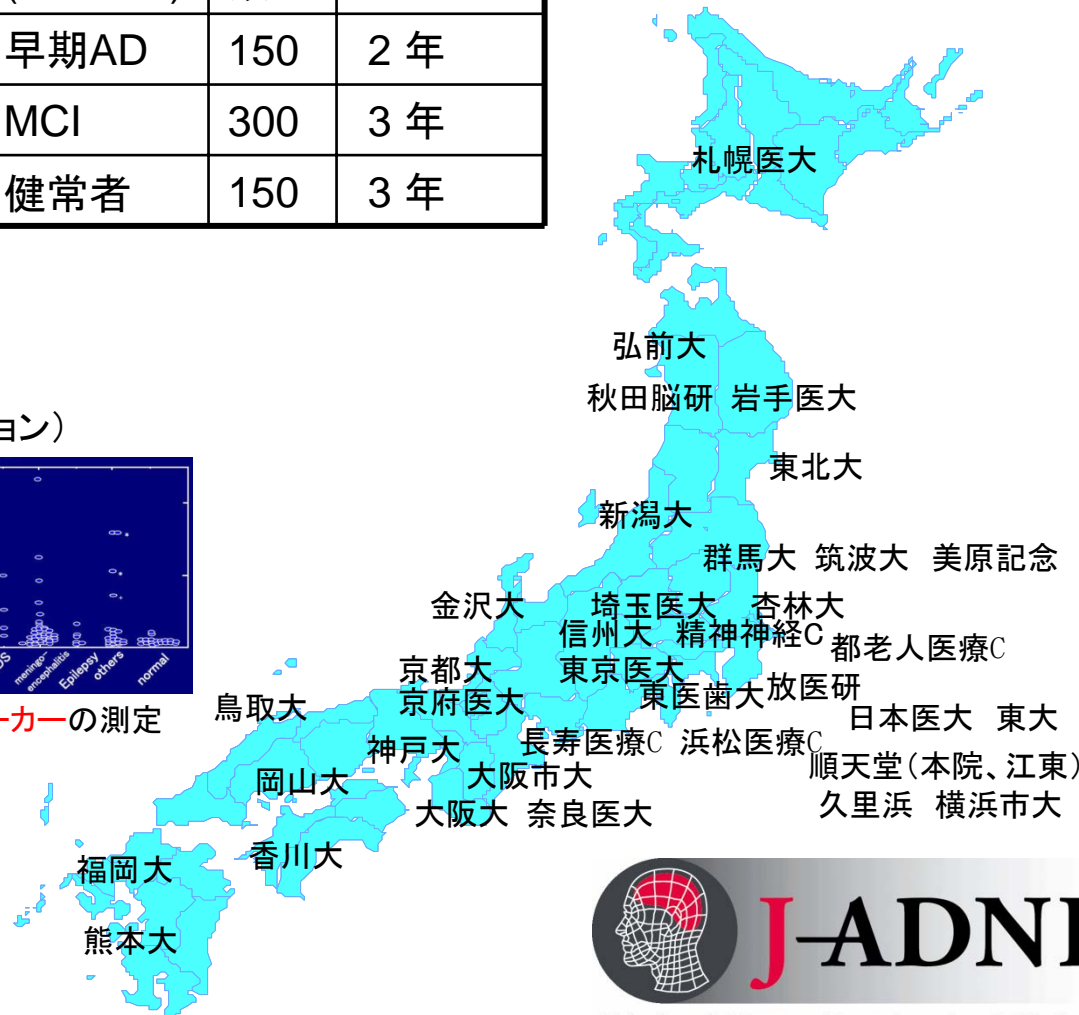 早期AD 150 2 年
MCI 300 3 年
健常者 150 3 年
札幌医大
弘前大
秋田脳研 岩手医大
ョン）
東北大
新潟大
群馬大 筑波大 美原記念
金沢大 埼玉医大 杏林大
信州大 精神神経C 都老人医療C
京都大 東京医大
京府医大 東医歯大 放医研
meningo-
encephalitis
Epilepsy
others
normal
ーカーの測定
鳥取大 日本医大 東大
神戸大 長寿医療C 浜松医療C
岡山大 大阪市大 順天堂（本院、江東）
大阪大 奈良医大 久里浜 横浜市大
福岡大 香川大
熊本大
J-ADNI